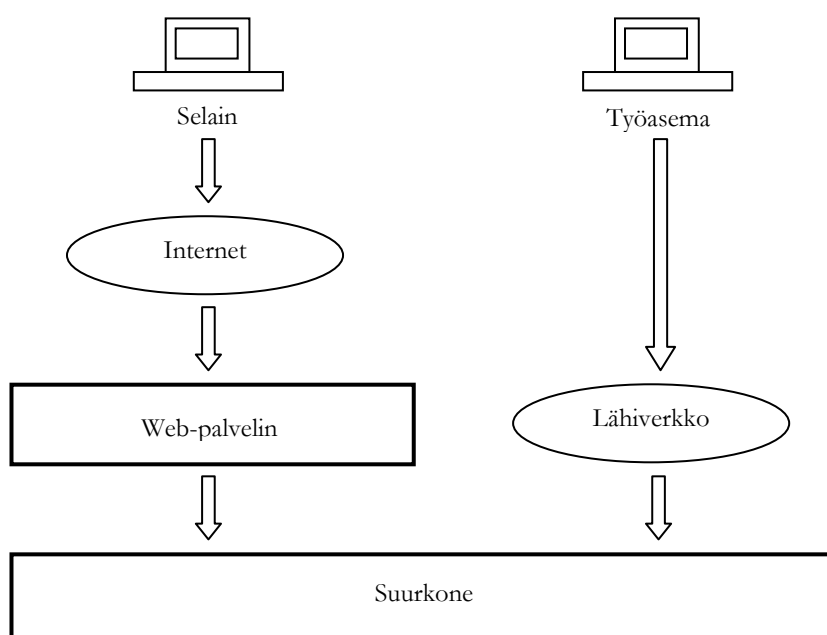 Selain
Työasema
Internet
Web-palvelin
Lähiverkko
Suurkone